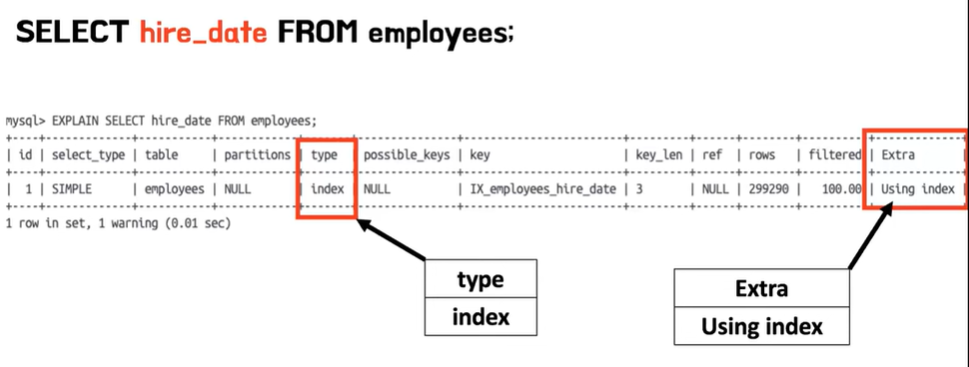 SELECT hire_date FROM employees;
mysql> EXPLAIN SELECT hire_date FROM employees;
+----+-------------+-----------+------------+-------+---------------+-----------------------+---------+------+--------+----------+-------------+
| id | select_type | table | partitions | type | possible_keys | key | key_len | ref | rows | filtered | Extra |
+----+-------------+-----------+------------+-------+---------------+-----------------------+---------+------+--------+----------+-------------+
| 1 | SIMPLE | employees | NULL | index | NULL | IX_employees_hire_date | 3 | NULL | 299290 | 100.00 | Using index |
+----+-------------+-----------+------------+-------+---------------+-----------------------+---------+------+--------+----------+-------------+
1 row in set, 1 warning (0.01 sec)
type
index
Extra
Using index